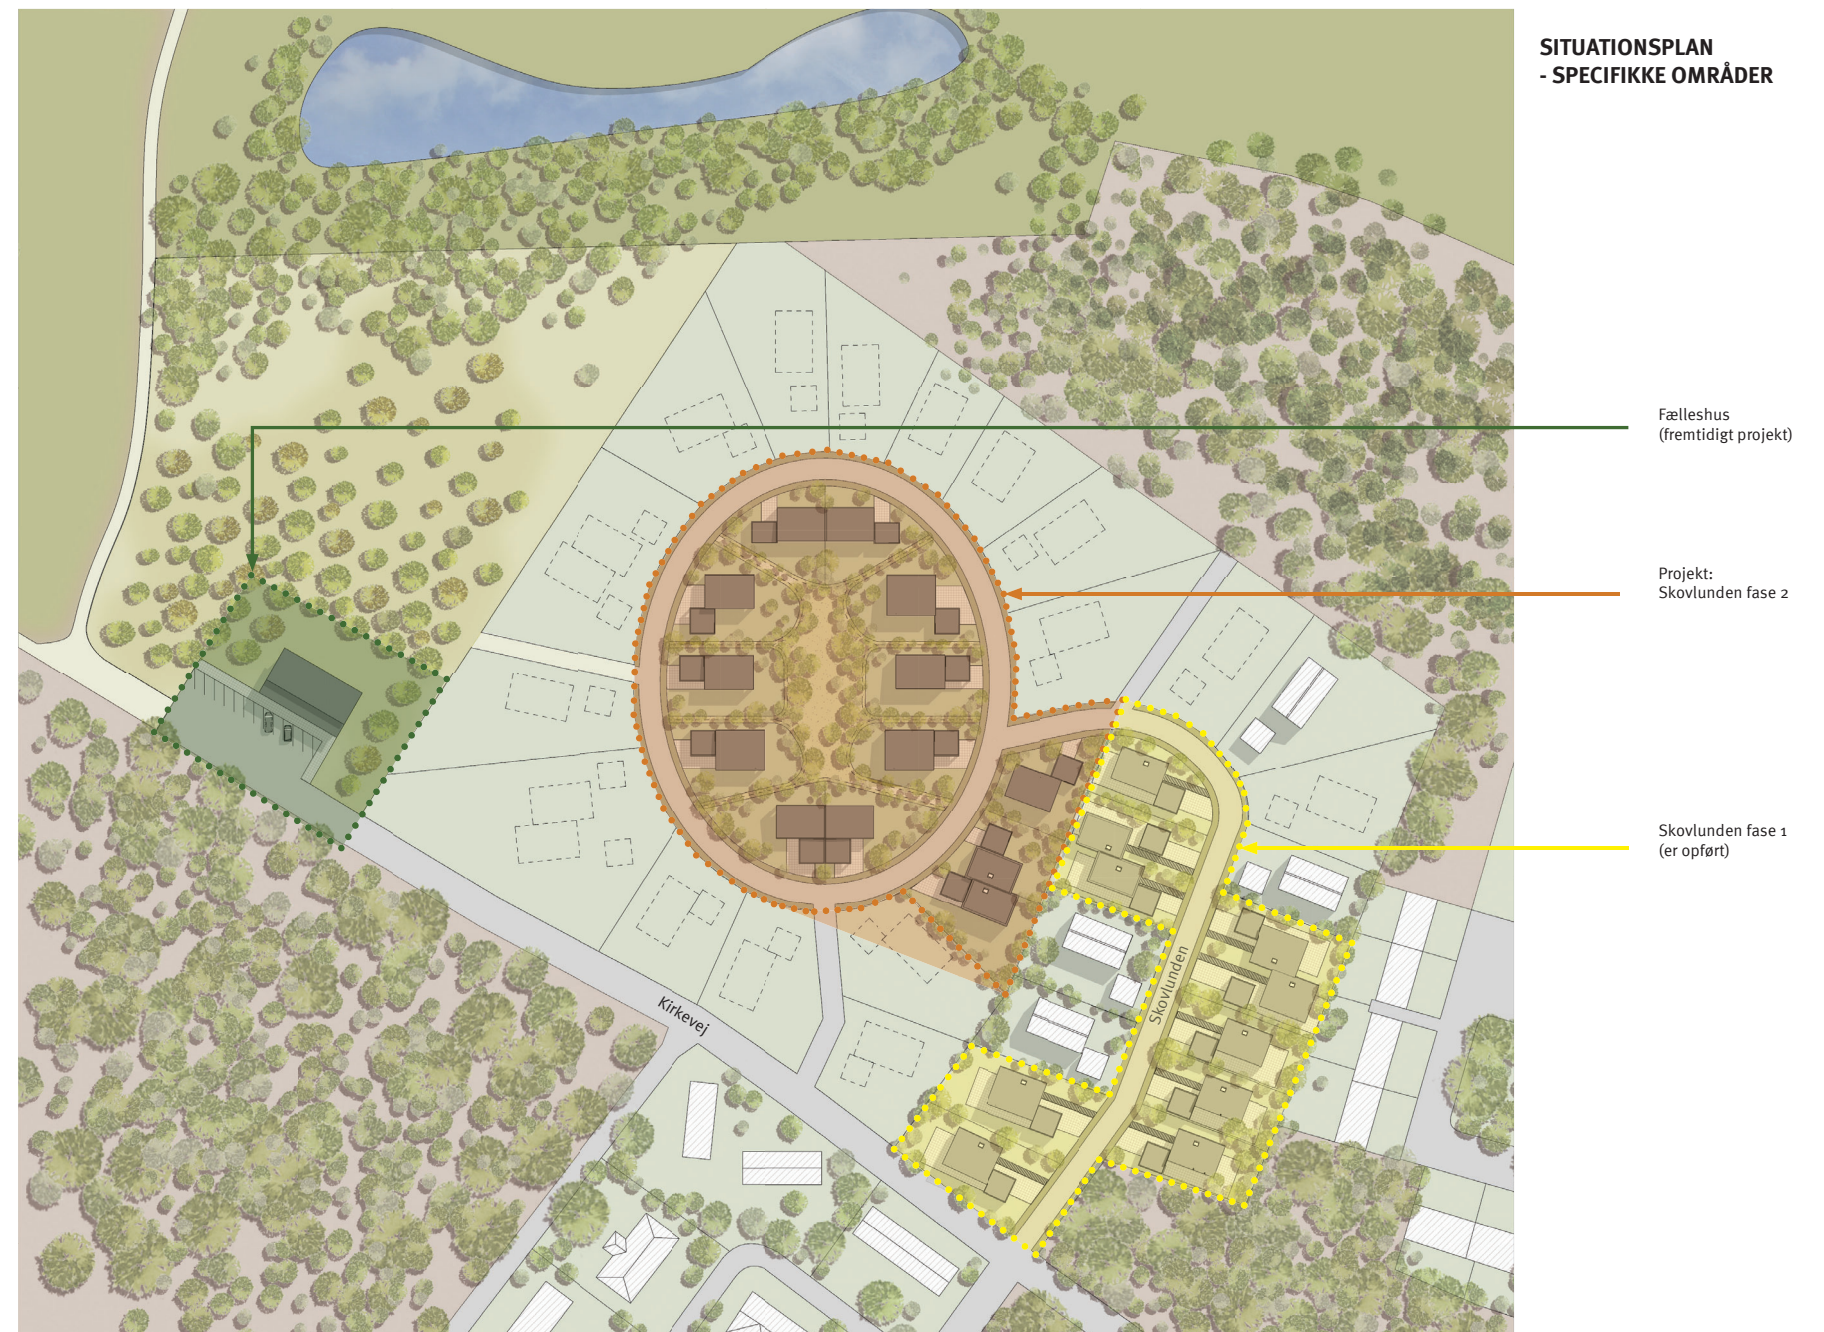 SITUATIONSPLAN
- SPECIFIKKE OMRÅDER
Fælleshus
(fremtidigt projekt)
Projekt:
Skovlunden fase 2
Skovlunden fase 1
(er opført)
Skovlunden
Kirkevej